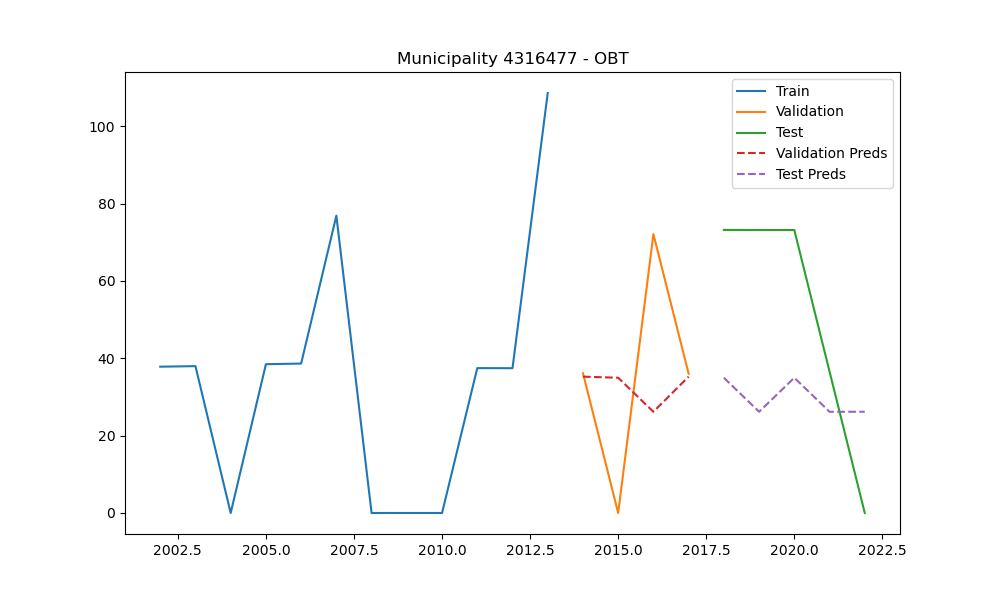 Municipality 4316477 - OBT
Train
Validation
Test
Validation Preds
Test Preds
100
80
60
40
20
0
2002.5 2005.0 2007.5 2010.0 2012.5 2015.0 2017.5 2020.0 2022.5